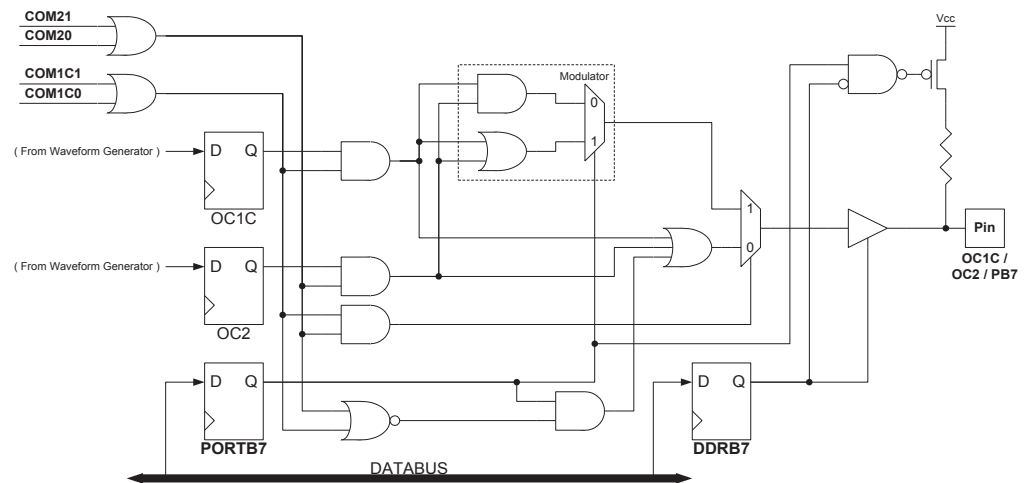 COM21
COM20
Vcc
COM1C1
COM1C0
Modulator
0
1
( From Waveform Generator )
D Q
OC1C
1
0
Pin
OC1C /
OC2 / PB7
( From Waveform Generator )
D Q
OC2
D Q
PORTB7
D Q
DDRB7
DATABUS